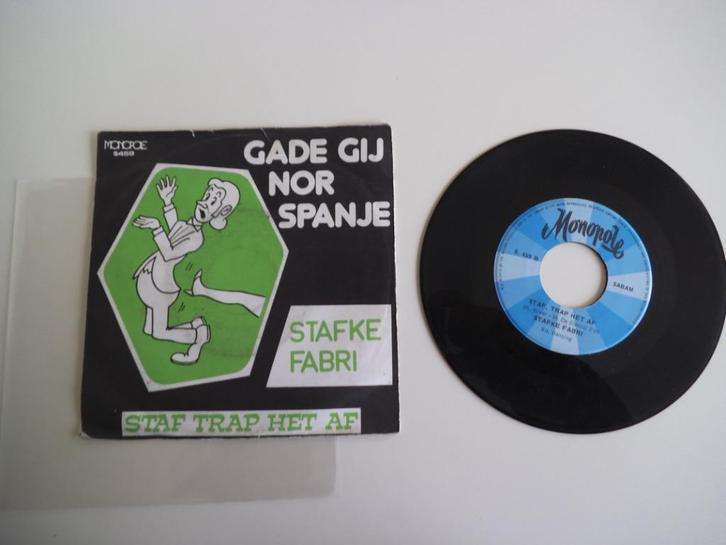 MONOPOLE
S459
GADE GIJ
NOR
SPANJE
STAFKE
FABRI
STAF TRAP HET AF
Monopole
S. 459 B
SABAM
STAF, TRAP HET AF
STAFKE FABRI